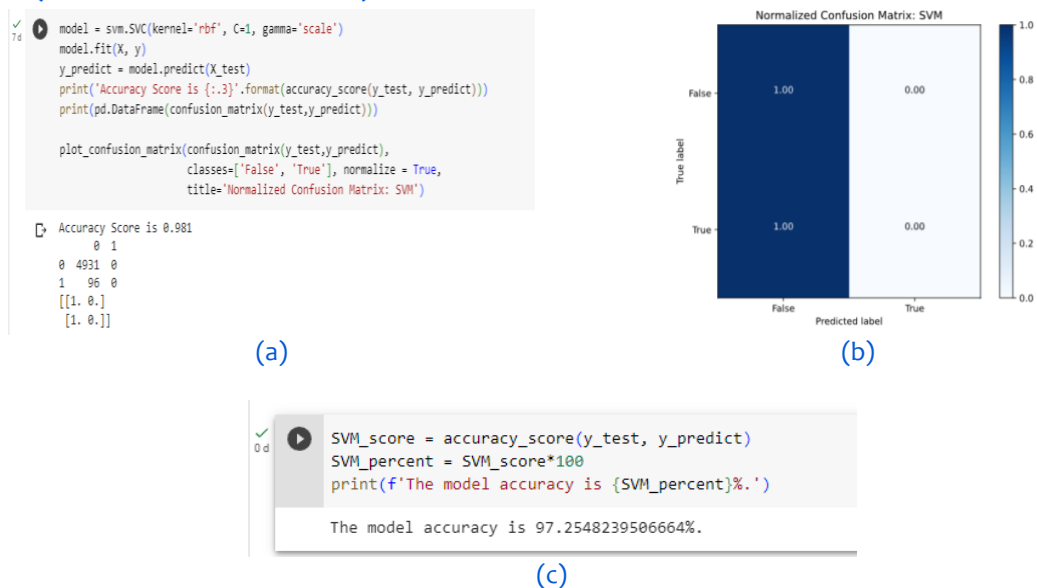 7d
model = svm.SVC(kernel='rbf', C=1, gamma='scale')
model.fit(X, y)
y_predict = model.predict(X_test)
print('Accuracy Score is {:.3}'.format(accuracy_score(y_test, y_predict)))
print(pd.DataFrame(confusion_matrix(y_test,y_predict)))
plot_confusion_matrix(confusion_matrix(y_test,y_predict),
classes=['False', 'True'], normalize = True,
title='Normalized Confusion Matrix: SVM')
Accuracy Score is 0.981
0 1
0 4931 0
1 96 0
[[1. 0.]
[1. 0.]]
(a)
Normalized Confusion Matrix: SVM
True label
False
1.00 0.00
True
1.00 0.00
False True
Predicted label
1.0
0.8
0.6
0.4
0.2
0.0
(b)
0 d
SVM_score = accuracy_score(y_test, y_predict)
SVM_percent = SVM_score*100
print(f'The model accuracy is {SVM_percent}%.')
The model accuracy is 97.2548239506664%.
(c)